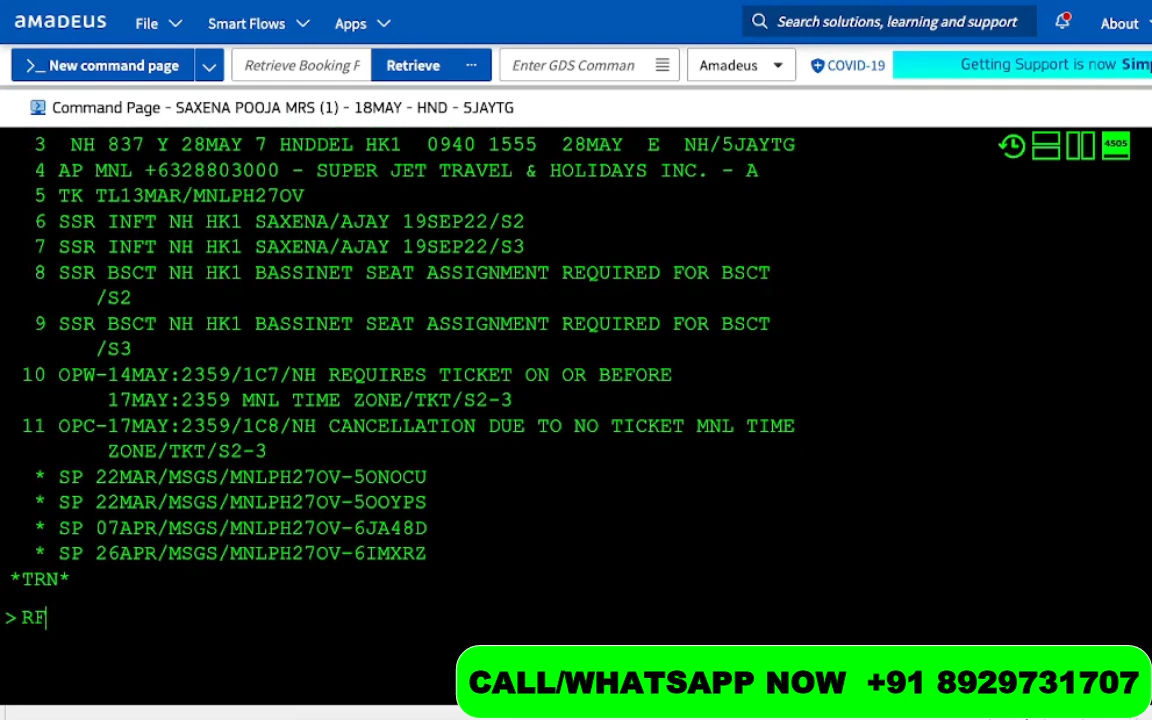 amadeus File Smart Flows Apps Search solutions, learning and support About
>_ New command page Retrieve Booking F Retrieve ... Enter GDS Comman Amadeus COVID-19 Getting Support is now Simp
Command Page - SAXENA POOJA MRS (1) - 18MAY - HND - 5JAYTG
3 NH 837 Y 28MAY 7 HNDDEL HK1 0940 1555 28MAY E NH/5JAYTG
4505
4 AP MNL +6328803000 - SUPER JET TRAVEL & HOLIDAYS INC. - A
5 TK TL13MAR/MNLPH27OV
6 SSR INFT NH HK1 SAXENA/AJAY 19SEP22/S2
7 SSR INFT NH HK1 SAXENA/AJAY 19SEP22/S3
8 SSR BSCT NH HK1 BASSINET SEAT ASSIGNMENT REQUIRED FOR BSCT
/S2
9 SSR BSCT NH HK1 BASSINET SEAT ASSIGNMENT REQUIRED FOR BSCT
/S3
10 OPW-14MAY:2359/1C7/NH REQUIRES TICKET ON OR BEFORE
17MAY:2359 MNL TIME ZONE/TKT/S2-3
11 OPC-17MAY:2359/1C8/NH CANCELLATION DUE TO NO TICKET MNL TIME
ZONE/TKT/S2-3
* SP 22MAR/MSGS/MNLPH27OV-5ONOCU
* SP 22MAR/MSGS/MNLPH27OV-5OOYPS
* SP 07APR/MSGS/MNLPH27OV-6JA48D
* SP 26APR/MSGS/MNLPH27OV-6IMXRZ
*TRN*
>RF
CALL/WHATSAPP NOW +91 8929731707